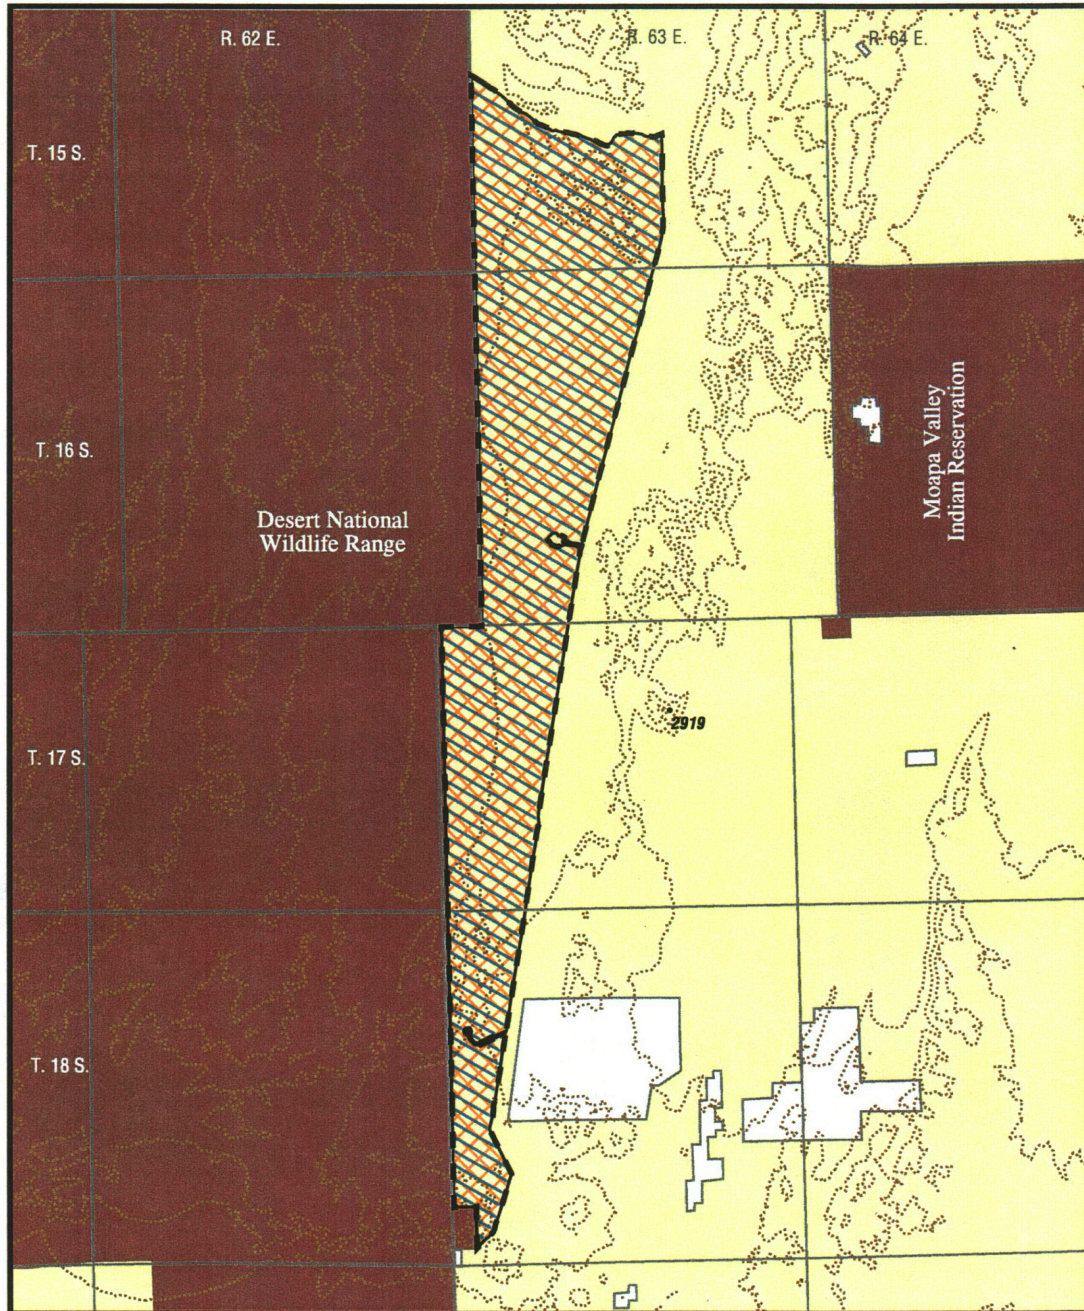 R. 62 E.
R. 63 E.
R. 64 E.
T. 15 S.
T. 16 S.
Desert National
Wildlife Range
Moapa Valley
Indian Reservation
2919
T. 17 S.
T. 18 S.